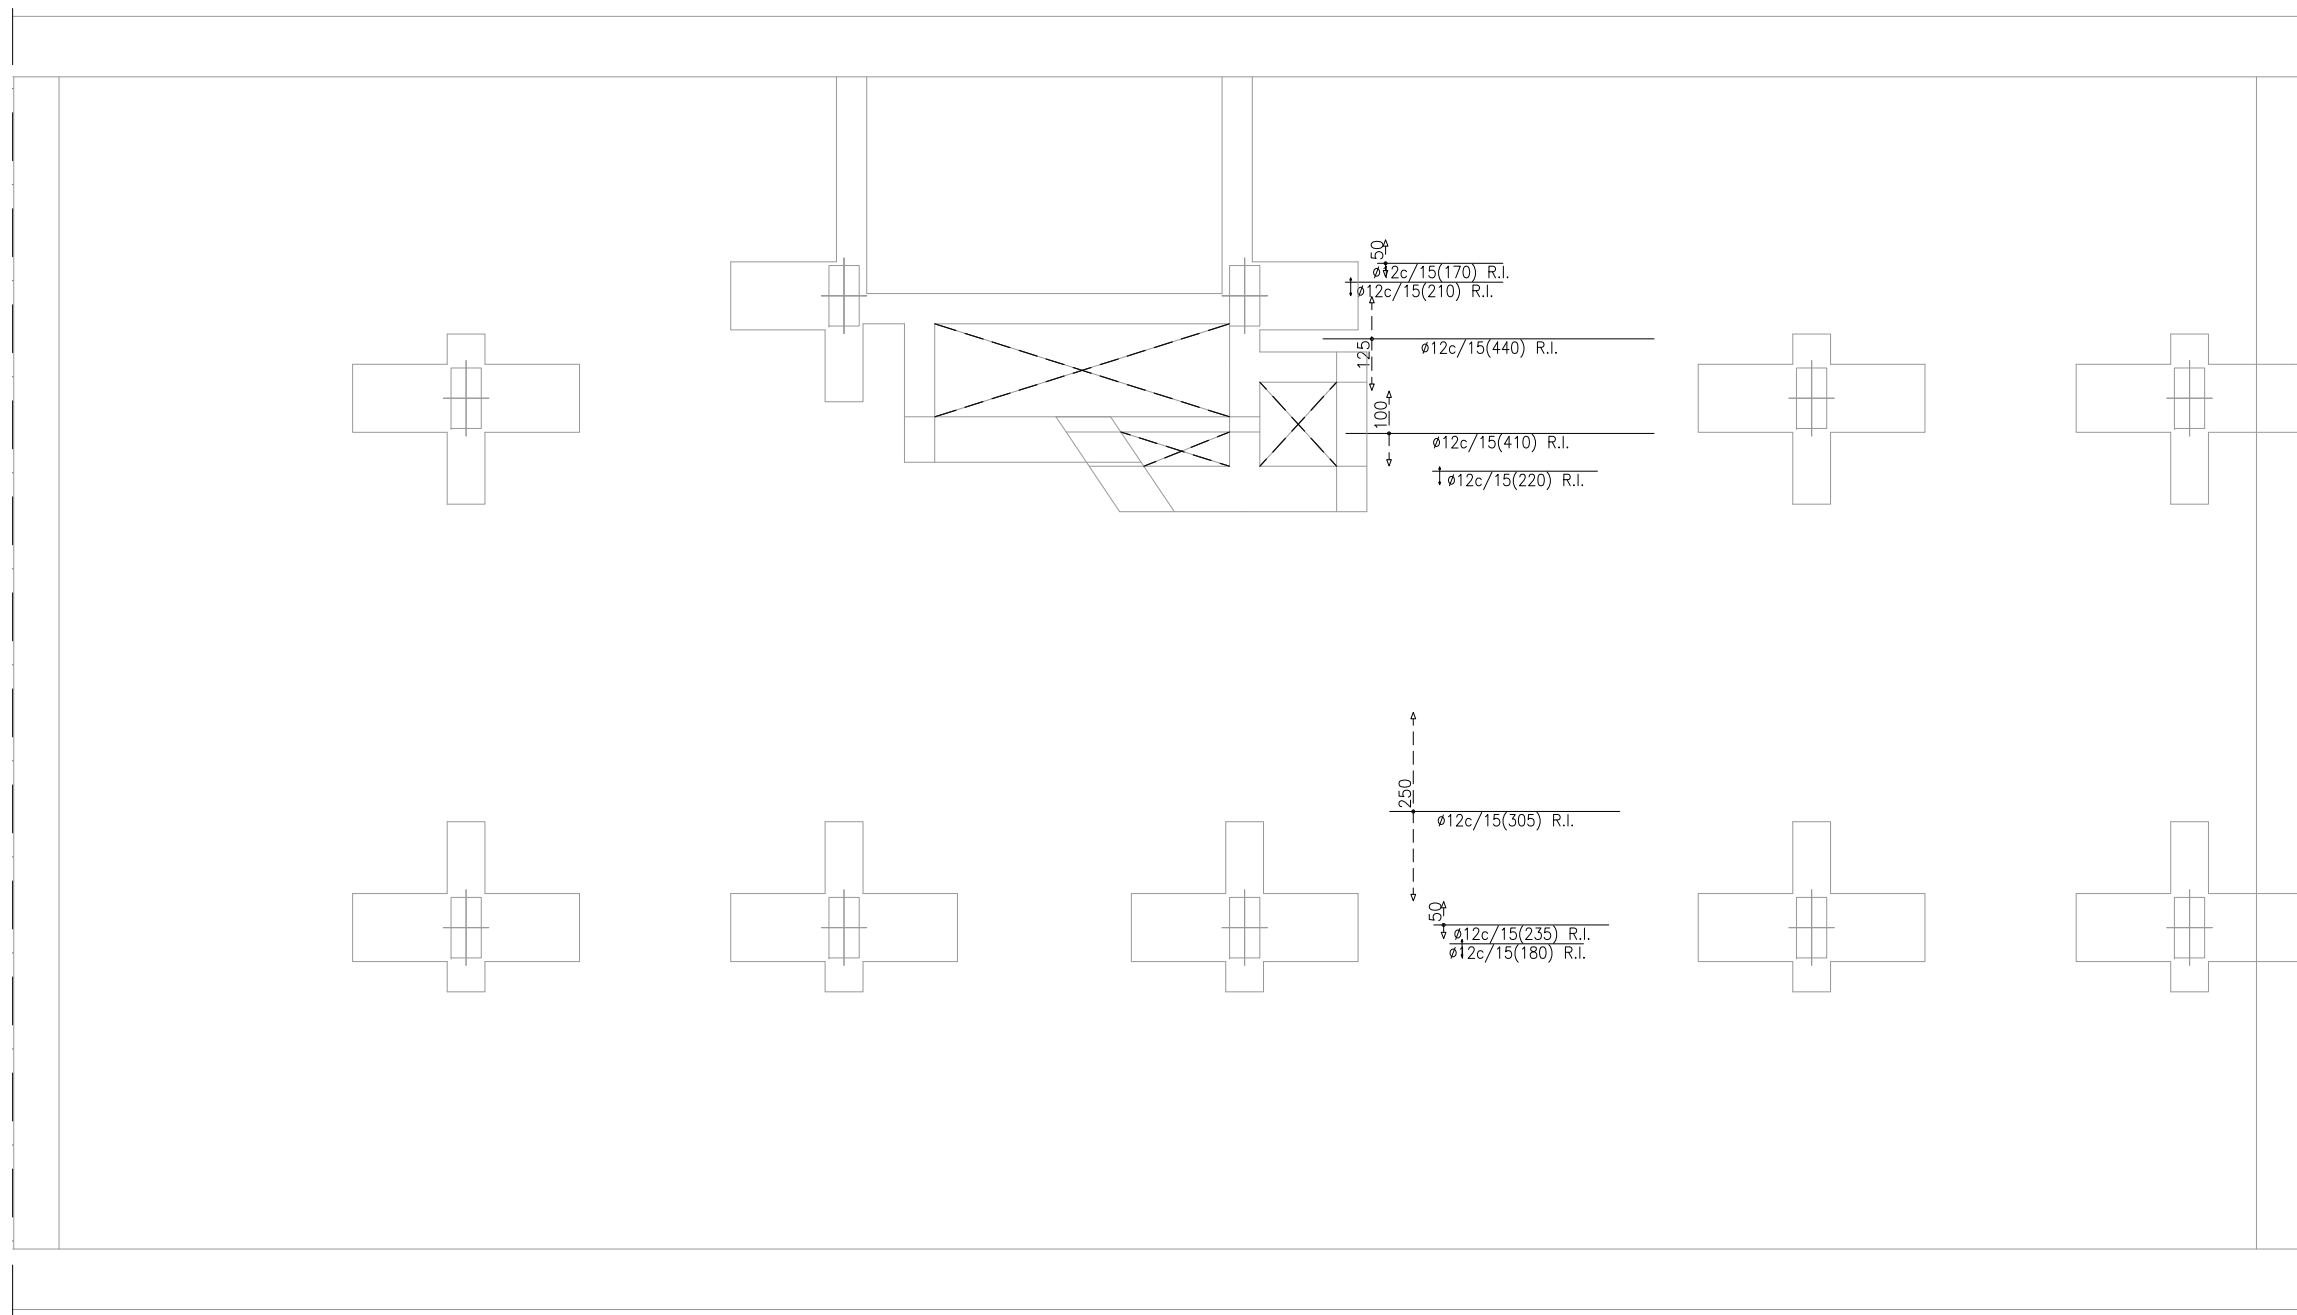 50
ø12c/15(170) R.I.
ø12c/15(210) R.I.
125
ø12c/15(440) R.I.
100
ø12c/15(410) R.I.
ø12c/15(220) R.I.
250
ø12c/15(305) R.I.
50
ø12c/15(235) R.I.
ø12c/15(180) R.I.